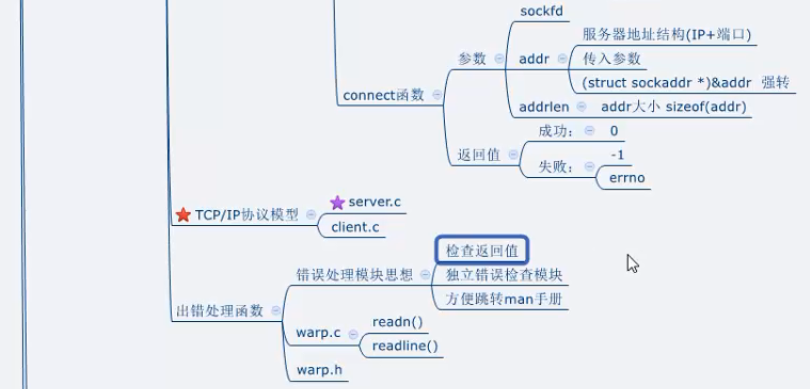 sockfd
服务器地址结构(IP+端口)
参数
addr
传入参数
(struct sockaddr *)&addr 强转
connect函数
addrlen
addr大小 sizeof(addr)
成功：
0
返回值
-1
失败：
errno
server.c
TCP/IP协议模型
client.c
检查返回值
错误处理模块思想
独立错误检查模块
方便跳转man手册
出错处理函数
readn()
warp.c
readline()
warp.h